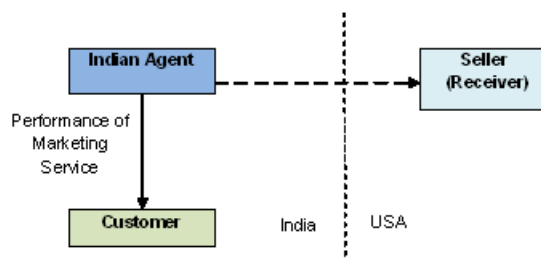 Indian Agent
Seller
(Receiver)
Performance of
Marketing
Service
Customer
India
USA